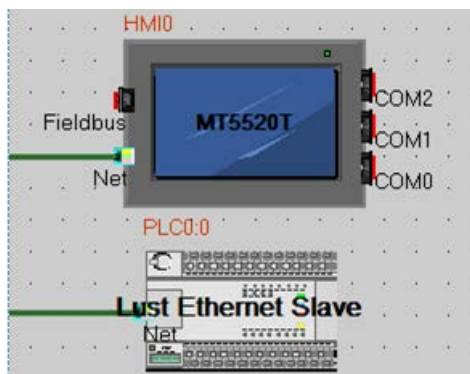 HMI0
MT5520T
Fieldbus
Net
COM2
COM1
COM0
PLC0:0
Lust Ethernet Slave
Net